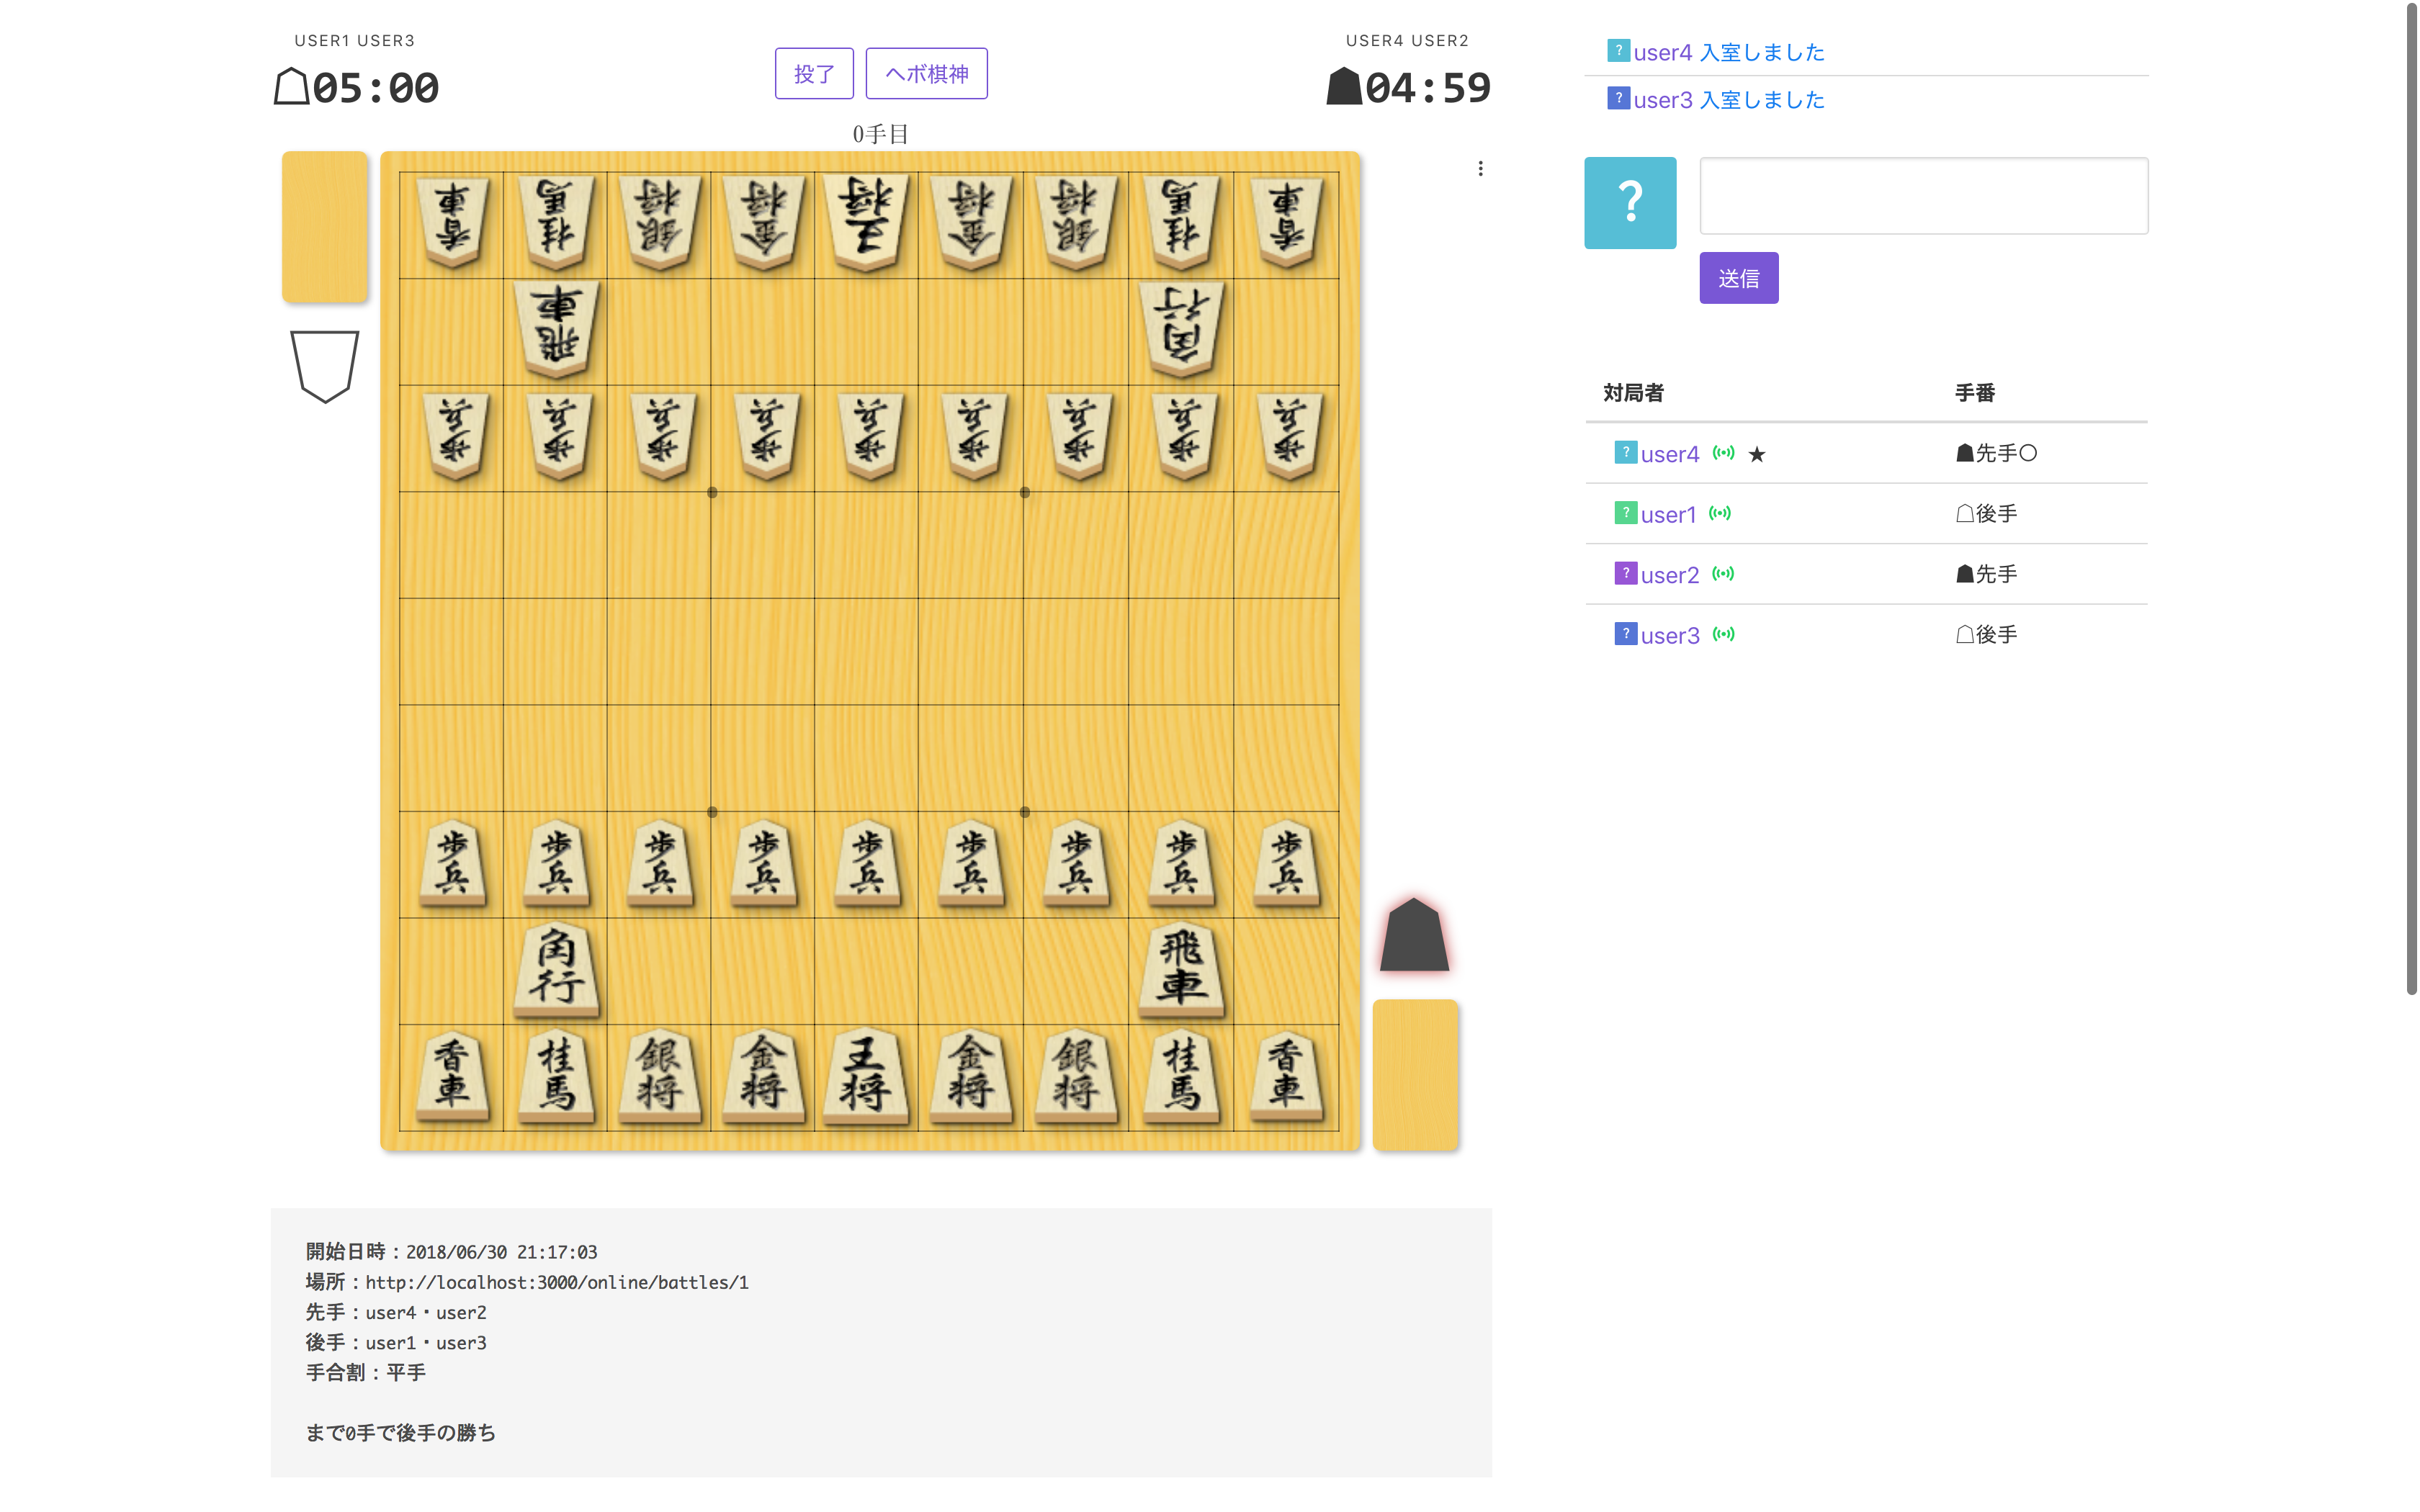 USER1 USER3
☖05:00
投了
ヘボ棋神
USER4 USER2
☗04:59
0手目
香車 桂馬 銀将 金将 王将 金将 銀将 桂馬 香車
飛車 角行
歩兵 歩兵 歩兵 歩兵 歩兵 歩兵 歩兵 歩兵 歩兵
歩兵 歩兵 歩兵 歩兵 歩兵 歩兵 歩兵 歩兵 歩兵
角行 飛車
香車 桂馬 銀将 金将 王将 金将 銀将 桂馬 香車
開始日時：2018/06/30 21:17:03
場所：http://localhost:3000/online/battles/1
先手：user4・user2
後手：user1・user3
手合割：平手
まで0手で後手の勝ち
? user4 入室しました
? user3 入室しました
?
送信
対局者 手番
? user4 ★ ☗先手○
? user1 ☖後手
? user2 ☗先手
? user3 ☖後手